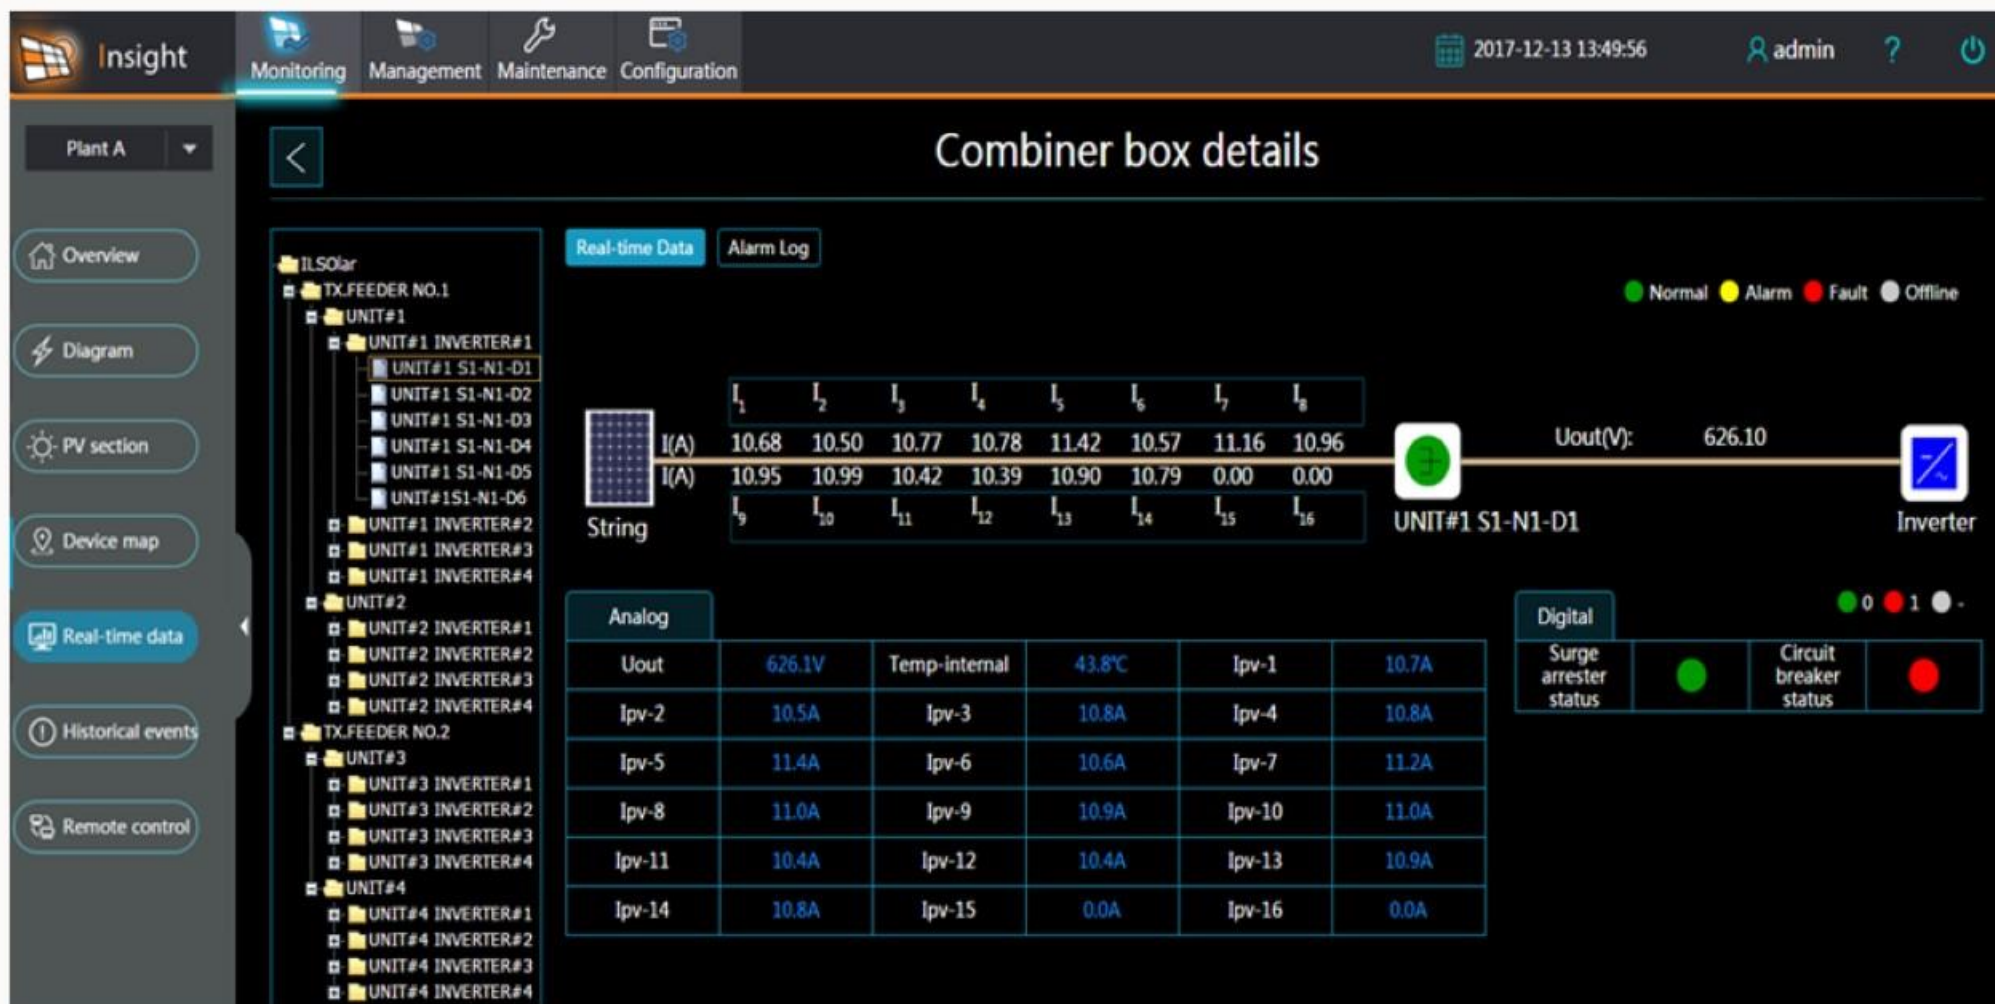 Insight
Monitoring Management Maintenance Configuration
2017-12-13 13:49:56 admin ?
Plant A
Combiner box details
Overview
Diagram
PV section
Device map
Real-time data
Historical events
Remote control
ILSOlar
TX.FEEDER NO.1
UNIT#1
UNIT#1 INVERTER#1
UNIT#1 S1-N1-D1
UNIT#1 S1-N1-D2
UNIT#1 S1-N1-D3
UNIT#1 S1-N1-D4
UNIT#1 S1-N1-D5
UNIT#1S1-N1-D6
UNIT#1 INVERTER#2
UNIT#1 INVERTER#3
UNIT#1 INVERTER#4
UNIT#2
UNIT#2 INVERTER#1
UNIT#2 INVERTER#2
UNIT#2 INVERTER#3
UNIT#2 INVERTER#4
TX.FEEDER NO.2
UNIT#3
UNIT#3 INVERTER#1
UNIT#3 INVERTER#2
UNIT#3 INVERTER#3
UNIT#3 INVERTER#4
UNIT#4
UNIT#4 INVERTER#1
UNIT#4 INVERTER#2
UNIT#4 INVERTER#3
UNIT#4 INVERTER#4
Real-time Data Alarm Log
Normal Alarm Fault Offline
I1 I2 I3 I4 I5 I6 I7 I8
I(A) 10.68 10.50 10.77 10.78 11.42 10.57 11.16 10.96
I(A) 10.95 10.99 10.42 10.39 10.90 10.79 0.00 0.00
I9 I10 I11 I12 I13 I14 I15 I16
String
Uout(V): 626.10
UNIT#1 S1-N1-D1
Inverter
Analog
Uout 626.1V Temp-internal 43.8℃ Ipv-1 10.7A
Ipv-2 10.5A Ipv-3 10.8A Ipv-4 10.8A
Ipv-5 11.4A Ipv-6 10.6A Ipv-7 11.2A
Ipv-8 11.0A Ipv-9 10.9A Ipv-10 11.0A
Ipv-11 10.4A Ipv-12 10.4A Ipv-13 10.9A
Ipv-14 10.8A Ipv-15 0.0A Ipv-16 0.0A
Digital
0 1 -
Surge
arrester
status
Circuit
breaker
status